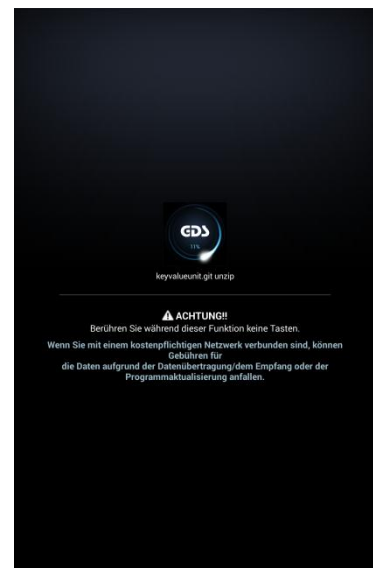 GDS
11%
keyvalueunit.git unzip
ACHTUNG!!
Berühren Sie während dieser Funktion keine Tasten.
Wenn Sie mit einem kostenpflichtigen Netzwerk verbunden sind, können
Gebühren für
die Daten aufgrund der Datenübertragung/dem Empfang oder der
Programmaktualisierung anfallen.